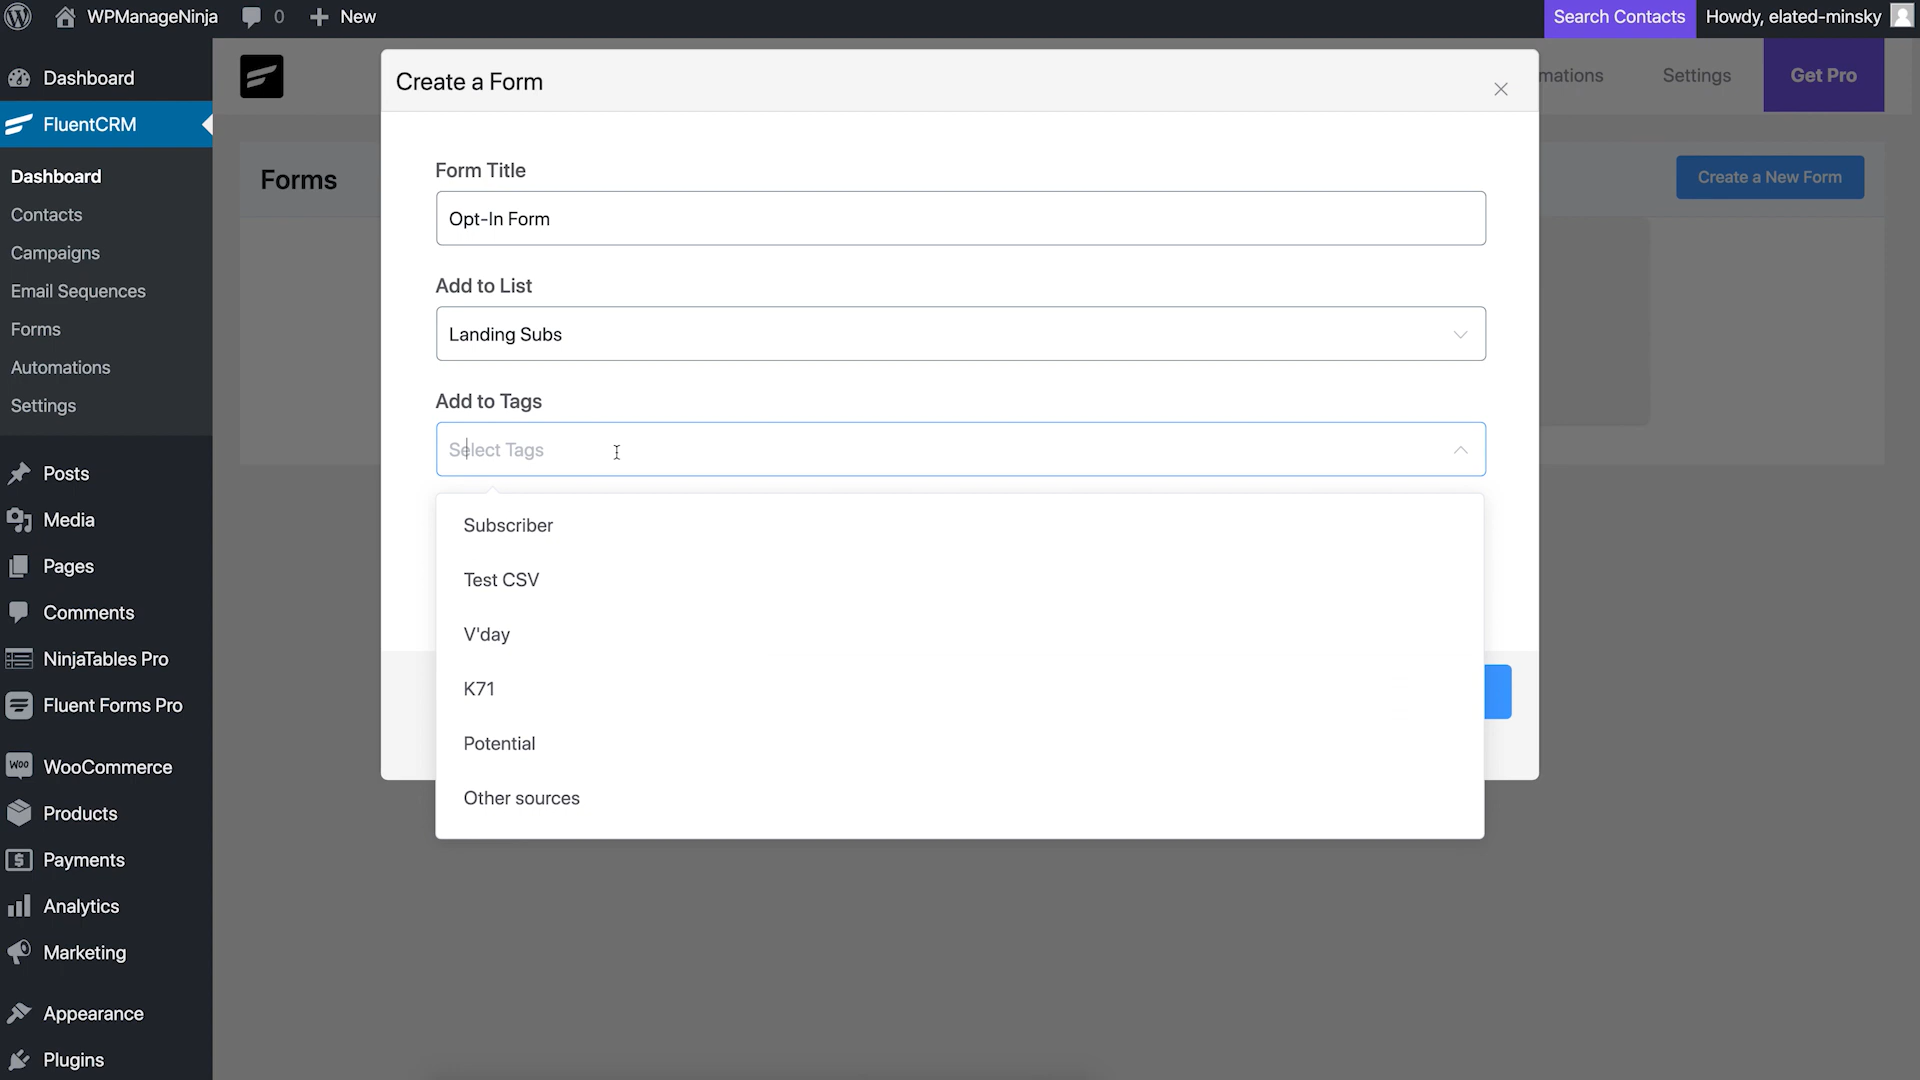 WPManageNinja
0
New
Search Contacts
Howdy, elated-minsky
Dashboard
FluentCRM
Dashboard
Contacts
Campaigns
Email Sequences
Forms
Automations
Settings
Posts
Media
Pages
Comments
NinjaTables Pro
Fluent Forms Pro
WooCommerce
Products
Payments
Analytics
Marketing
Appearance
Plugins
mations
Settings
Get Pro
Forms
Create a New Form
Create a Form
Form Title
Opt-In Form
Add to List
Landing Subs
Add to Tags
Select Tags
Subscriber
Test CSV
V'day
K71
Potential
Other sources